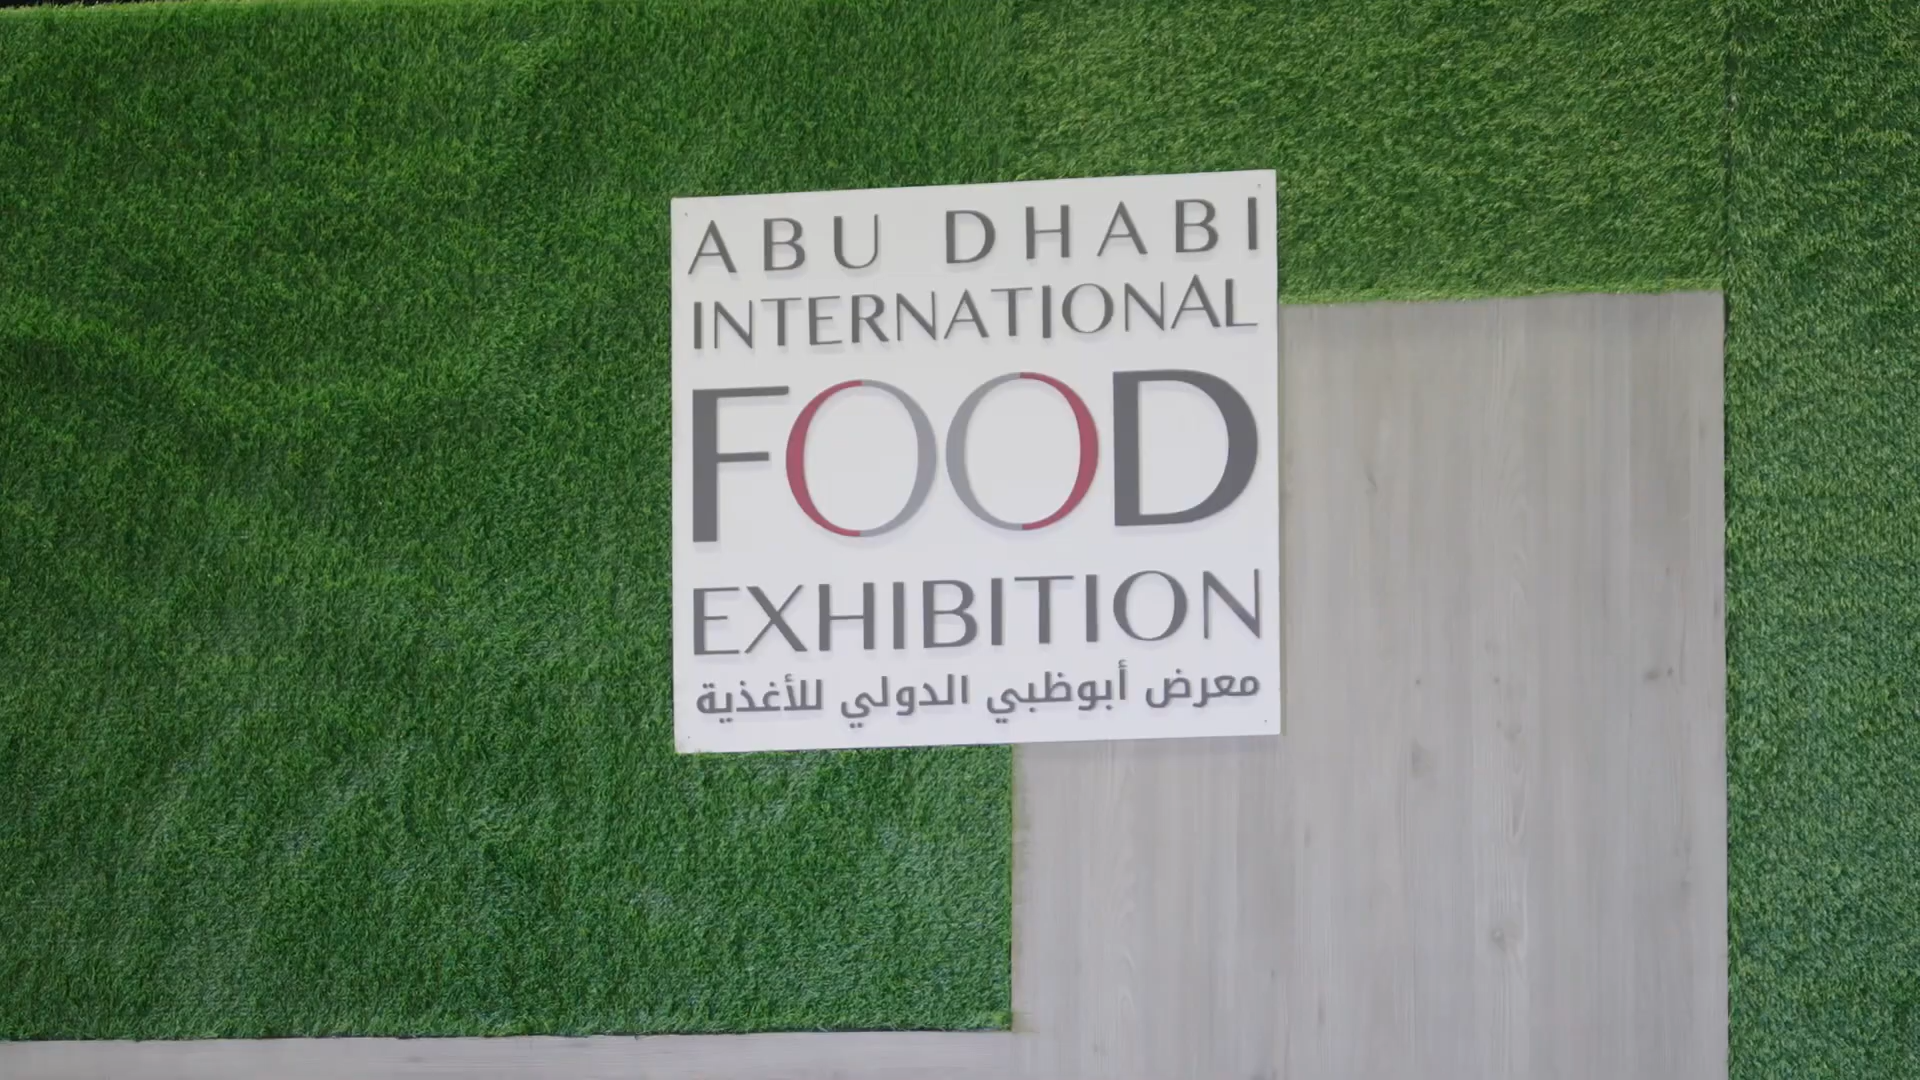 ABU DHABI
INTERNATIONAL
FOOD
EXHIBITION
معرض أبوظبي الدولي للأغذية